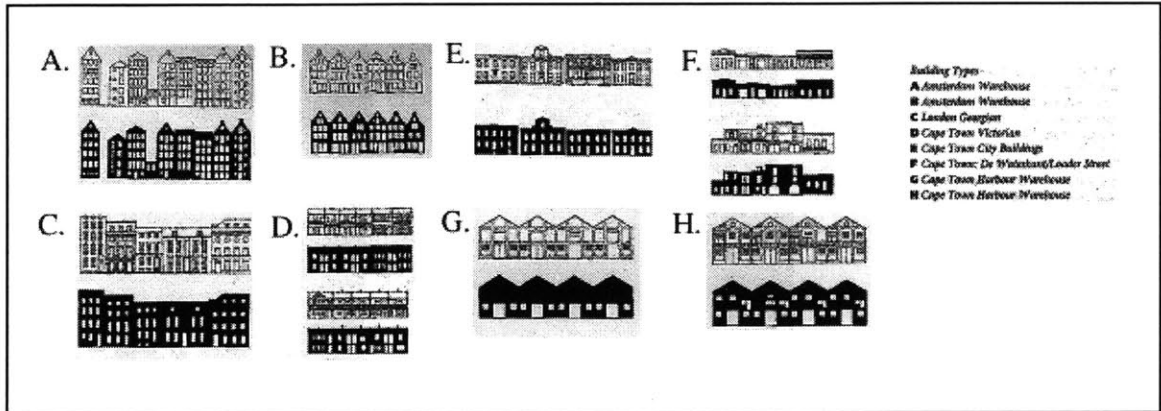 A.
B.
E.
F.
Building Types
A Amsterdam Warehouse
B Amsterdam Warehouse
C London Georgian
D Cape Town Victorian
E Cape Town City Buildings
F Cape Town: De Waterkant/Loader Street
G Cape Town Harbour Warehouse
H Cape Town Harbour Warehouse
C.
D.
G.
H.